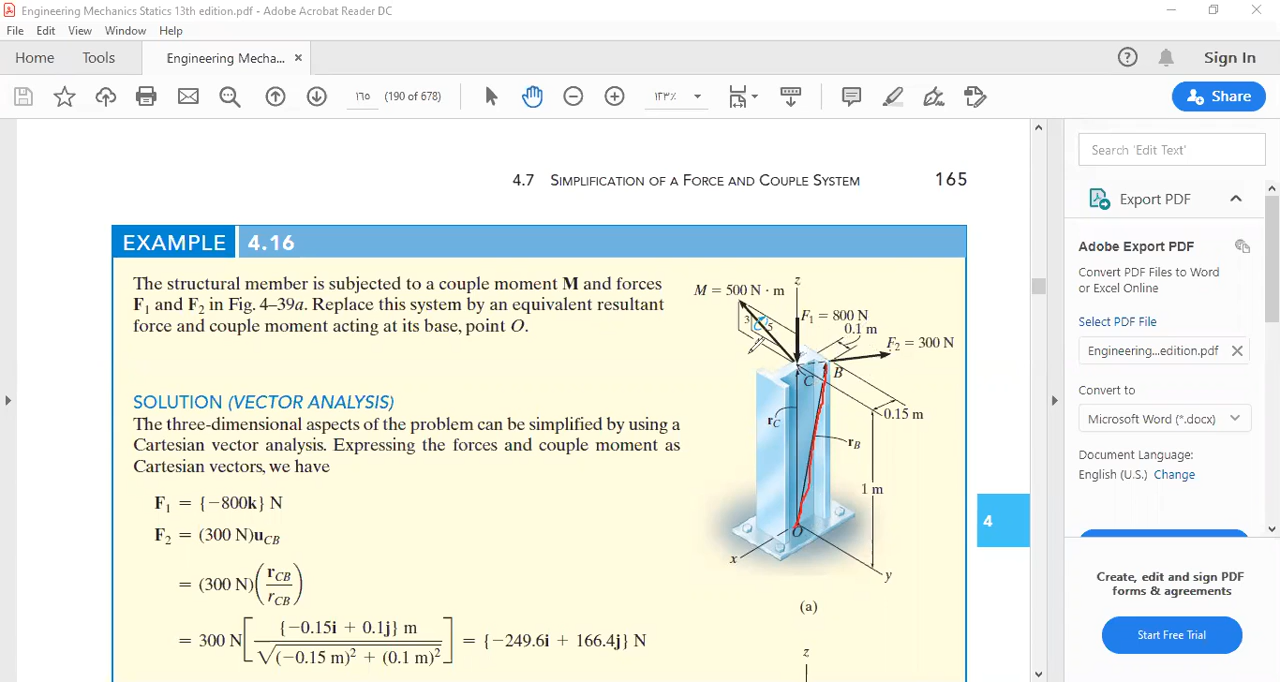 Engineering Mechanics Statics 13th edition.pdf - Adobe Acrobat Reader DC
File Edit View Window Help
Home Tools Engineering Mecha... × Sign In
١٦٥ (190 of 678) ١٢٣٪ Share
4.7 SIMPLIFICATION OF A FORCE AND COUPLE SYSTEM 165
EXAMPLE 4.16
The structural member is subjected to a couple moment M and forces
F₁ and F₂ in Fig. 4–39a. Replace this system by an equivalent resultant
force and couple moment acting at its base, point O.
SOLUTION (VECTOR ANALYSIS)
The three-dimensional aspects of the problem can be simplified by using a
Cartesian vector analysis. Expressing the forces and couple moment as
Cartesian vectors, we have
F₁ = {−800k} N
F₂ = (300 N)u_CB
= (300 N)(r_CB / r_CB)
= 300 N[{−0.15i + 0.1j} m / √(−0.15 m)² + (0.1 m)²] = {−249.6i + 166.4j} N
z
M = 500 N · m
F₁ = 800 N
3
5
0.1 m
F₂ = 300 N
C
B
0.15 m
r_C
r_B
1 m
O
x
y
(a)
z
4
Search 'Edit Text'
Export PDF
Adobe Export PDF
Convert PDF Files to Word
or Excel Online
Select PDF File
Engineering...edition.pdf ×
Convert to
Microsoft Word (*.docx)
Document Language:
English (U.S.) Change
Create, edit and sign PDF
forms & agreements
Start Free Trial